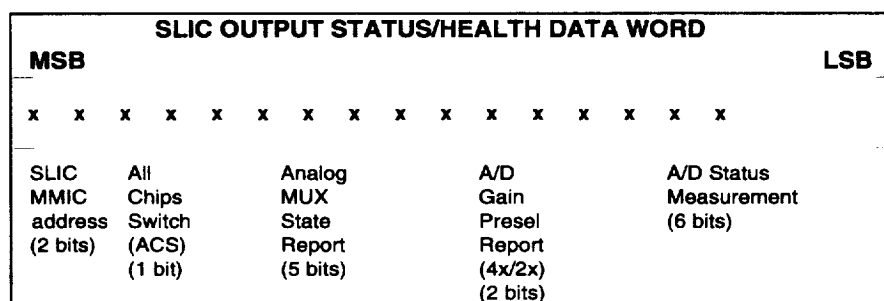 SLIC OUTPUT STATUS/HEALTH DATA WORD
MSB LSB
x x x x x x x x x x x x x x x x
SLIC
MMIC
address
(2 bits)
All
Chips
Switch
(ACS)
(1 bit)
Analog
MUX
State
Report
(5 bits)
A/D
Gain
Presel
Report
(4x/2x)
(2 bits)
A/D Status
Measurement
(6 bits)